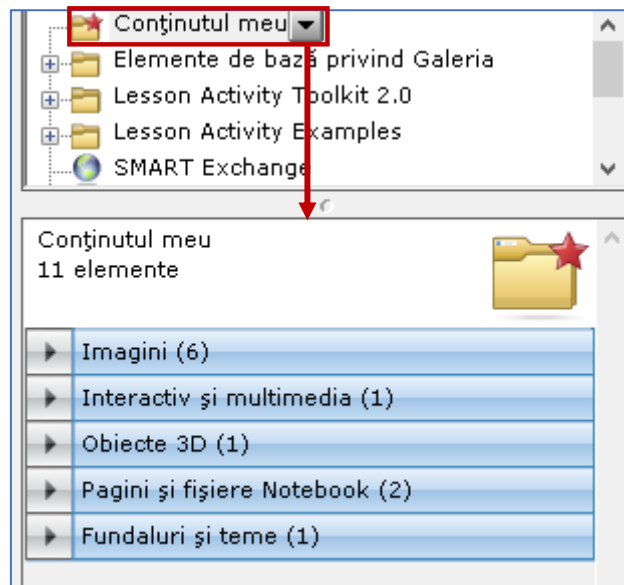 Conţinutul meu
Elemente de bază privind Galeria
Lesson Activity Toolkit 2.0
Lesson Activity Examples
SMART Exchange
Conţinutul meu
11 elemente
Imagini (6)
Interactiv şi multimedia (1)
Obiecte 3D (1)
Pagini şi fişiere Notebook (2)
Fundaluri şi teme (1)